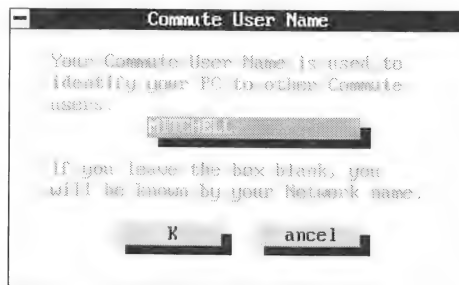 Commute User Name
Your Commute User Name is used to
identify your PC to other Commute
users.
MITCHELL
If you leave the box blank, you
will be known by your Network name.
K
ancel